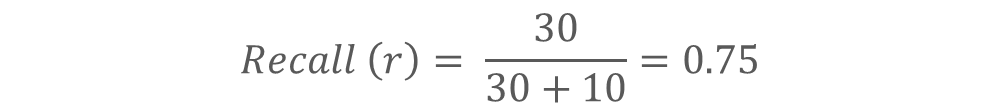 Recall (r) = 30 / 30 + 10 = 0.75